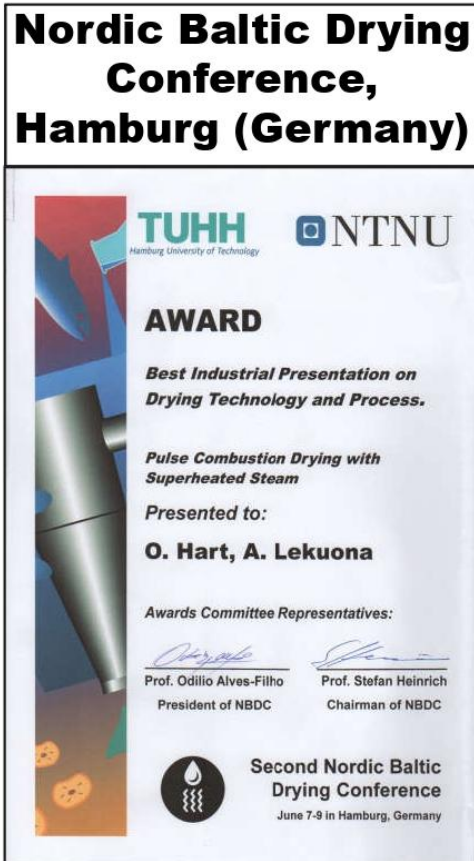 Nordic Baltic Drying
Conference,
Hamburg (Germany)
TUHH
Hamburg University of Technology
NTNU
AWARD
Best Industrial Presentation on
Drying Technology and Process.
Pulse Combustion Drying with
Superheated Steam
Presented to:
O. Hart, A. Lekuona
Awards Committee Representatives:
Prof. Odilio Alves-Filho
Prof. Stefan Heinrich
President of NBDC
Chairman of NBDC
Second Nordic Baltic
Drying Conference
June 7-9 in Hamburg, Germany